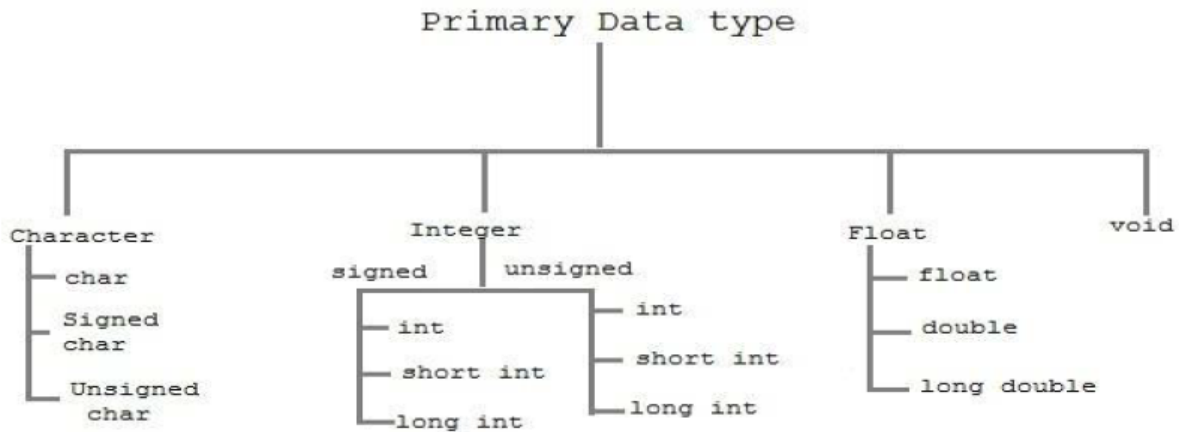 Primary Data type
Character
char
Signed
char
Unsigned
char
Integer
signed
unsigned
int
short int
long int
int
short int
long int
Float
float
double
long double
void